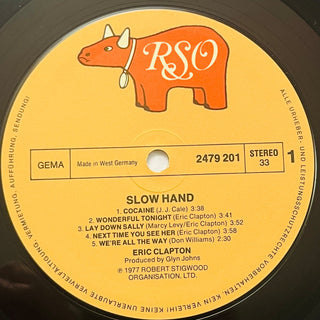 RSO
GEMA
Made in West Germany
2479 201
STEREO
33
1
SLOW HAND
1. COCAINE (J. J. Cale) 3:38
2. WONDERFUL TONIGHT (Eric Clapton) 3:41
3. LAY DOWN SALLY (Marcy Levy/Eric Clapton) 3:46
4. NEXT TIME YOU SEE HER (Eric Clapton) 3:58
5. WE'RE ALL THE WAY (Don Williams) 2:30
ERIC CLAPTON
Produced by Glyn Johns
℗ 1977 ROBERT STIGWOOD
ORGANISATION, LTD.
ALLE URHEBER- UND LEISTUNGSSCHUTZRECHTE VORBEHALTEN. KEIN VERLEIH! KEINE UNERLAUBTE VERVIELFÄLTIGUNG, VERMIETUNG, AUFFÜHRUNG, SENDUNG!